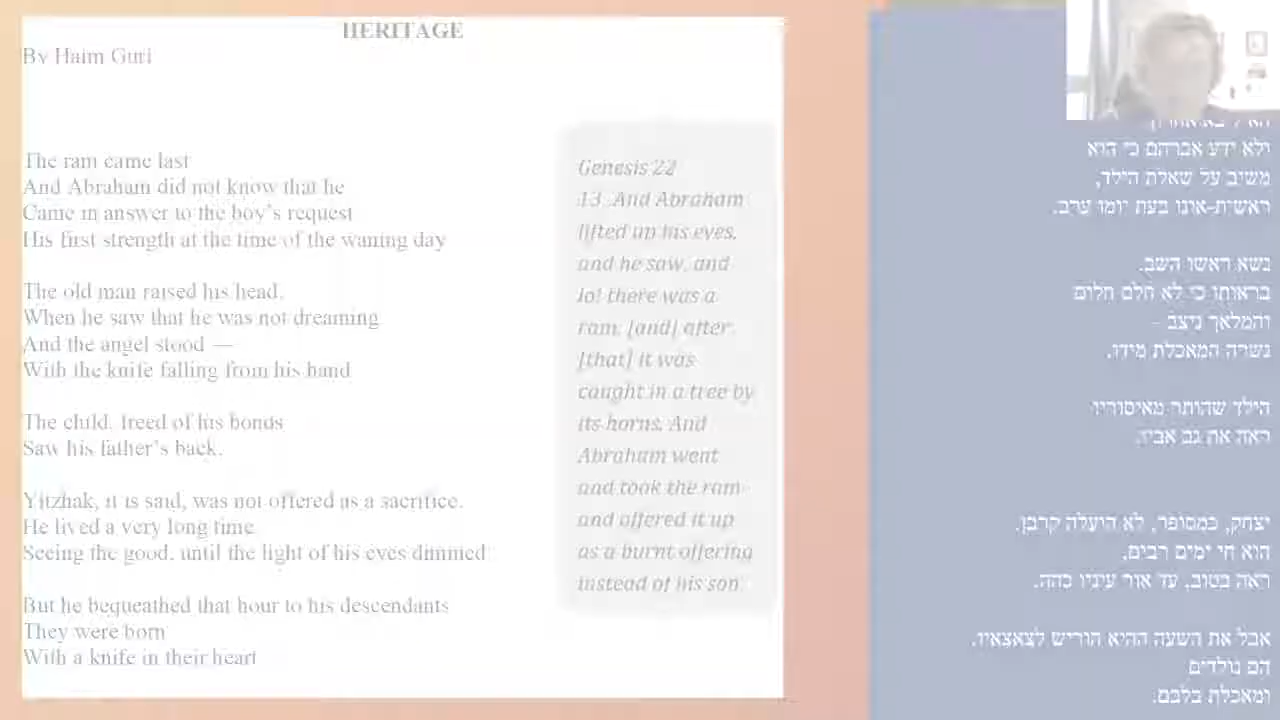 HERITAGE
By Haim Guri
The ram came last
And Abraham did not know that he
Came in answer to the boy's request
His first strength at the time of the waning day
The old man raised his head.
When he saw that he was not dreaming
And the angel stood —
With the knife falling from his hand
The child, freed of his bonds
Saw his father's back.
Yitzhak, it is said, was not offered as a sacrifice.
He lived a very long time
Seeing the good, until the light of his eyes dimmed
But he bequeathed that hour to his descendants
They were born
With a knife in their heart
Genesis 22
13. And Abraham
lifted up his eyes,
and he saw, and
lo! there was a
ram, [and] after
[that] it was
caught in a tree by
its horns. And
Abraham went
and took the ram
and offered it up
as a burnt offering
instead of his son
ולא ידע אברהם כי הוא
משיב על שאלת הילד,
ראשית-אונו בעת יומו ערב.
נשא ראשו השב.
בראותו כי לא חלם חלום
והמלאך ניצב -
נשרה המאכלת מידו.
הילד שהותר מאיסוריו
ראה את גב אביו.
יצחק, כמסופר, לא הועלה קרבן.
הוא חי ימים רבים,
ראה בטוב, עד אור עיניו כהה.
אבל את השעה ההיא הוריש לצאצאיו.
הם נולדים
ומאכלת בלבם.